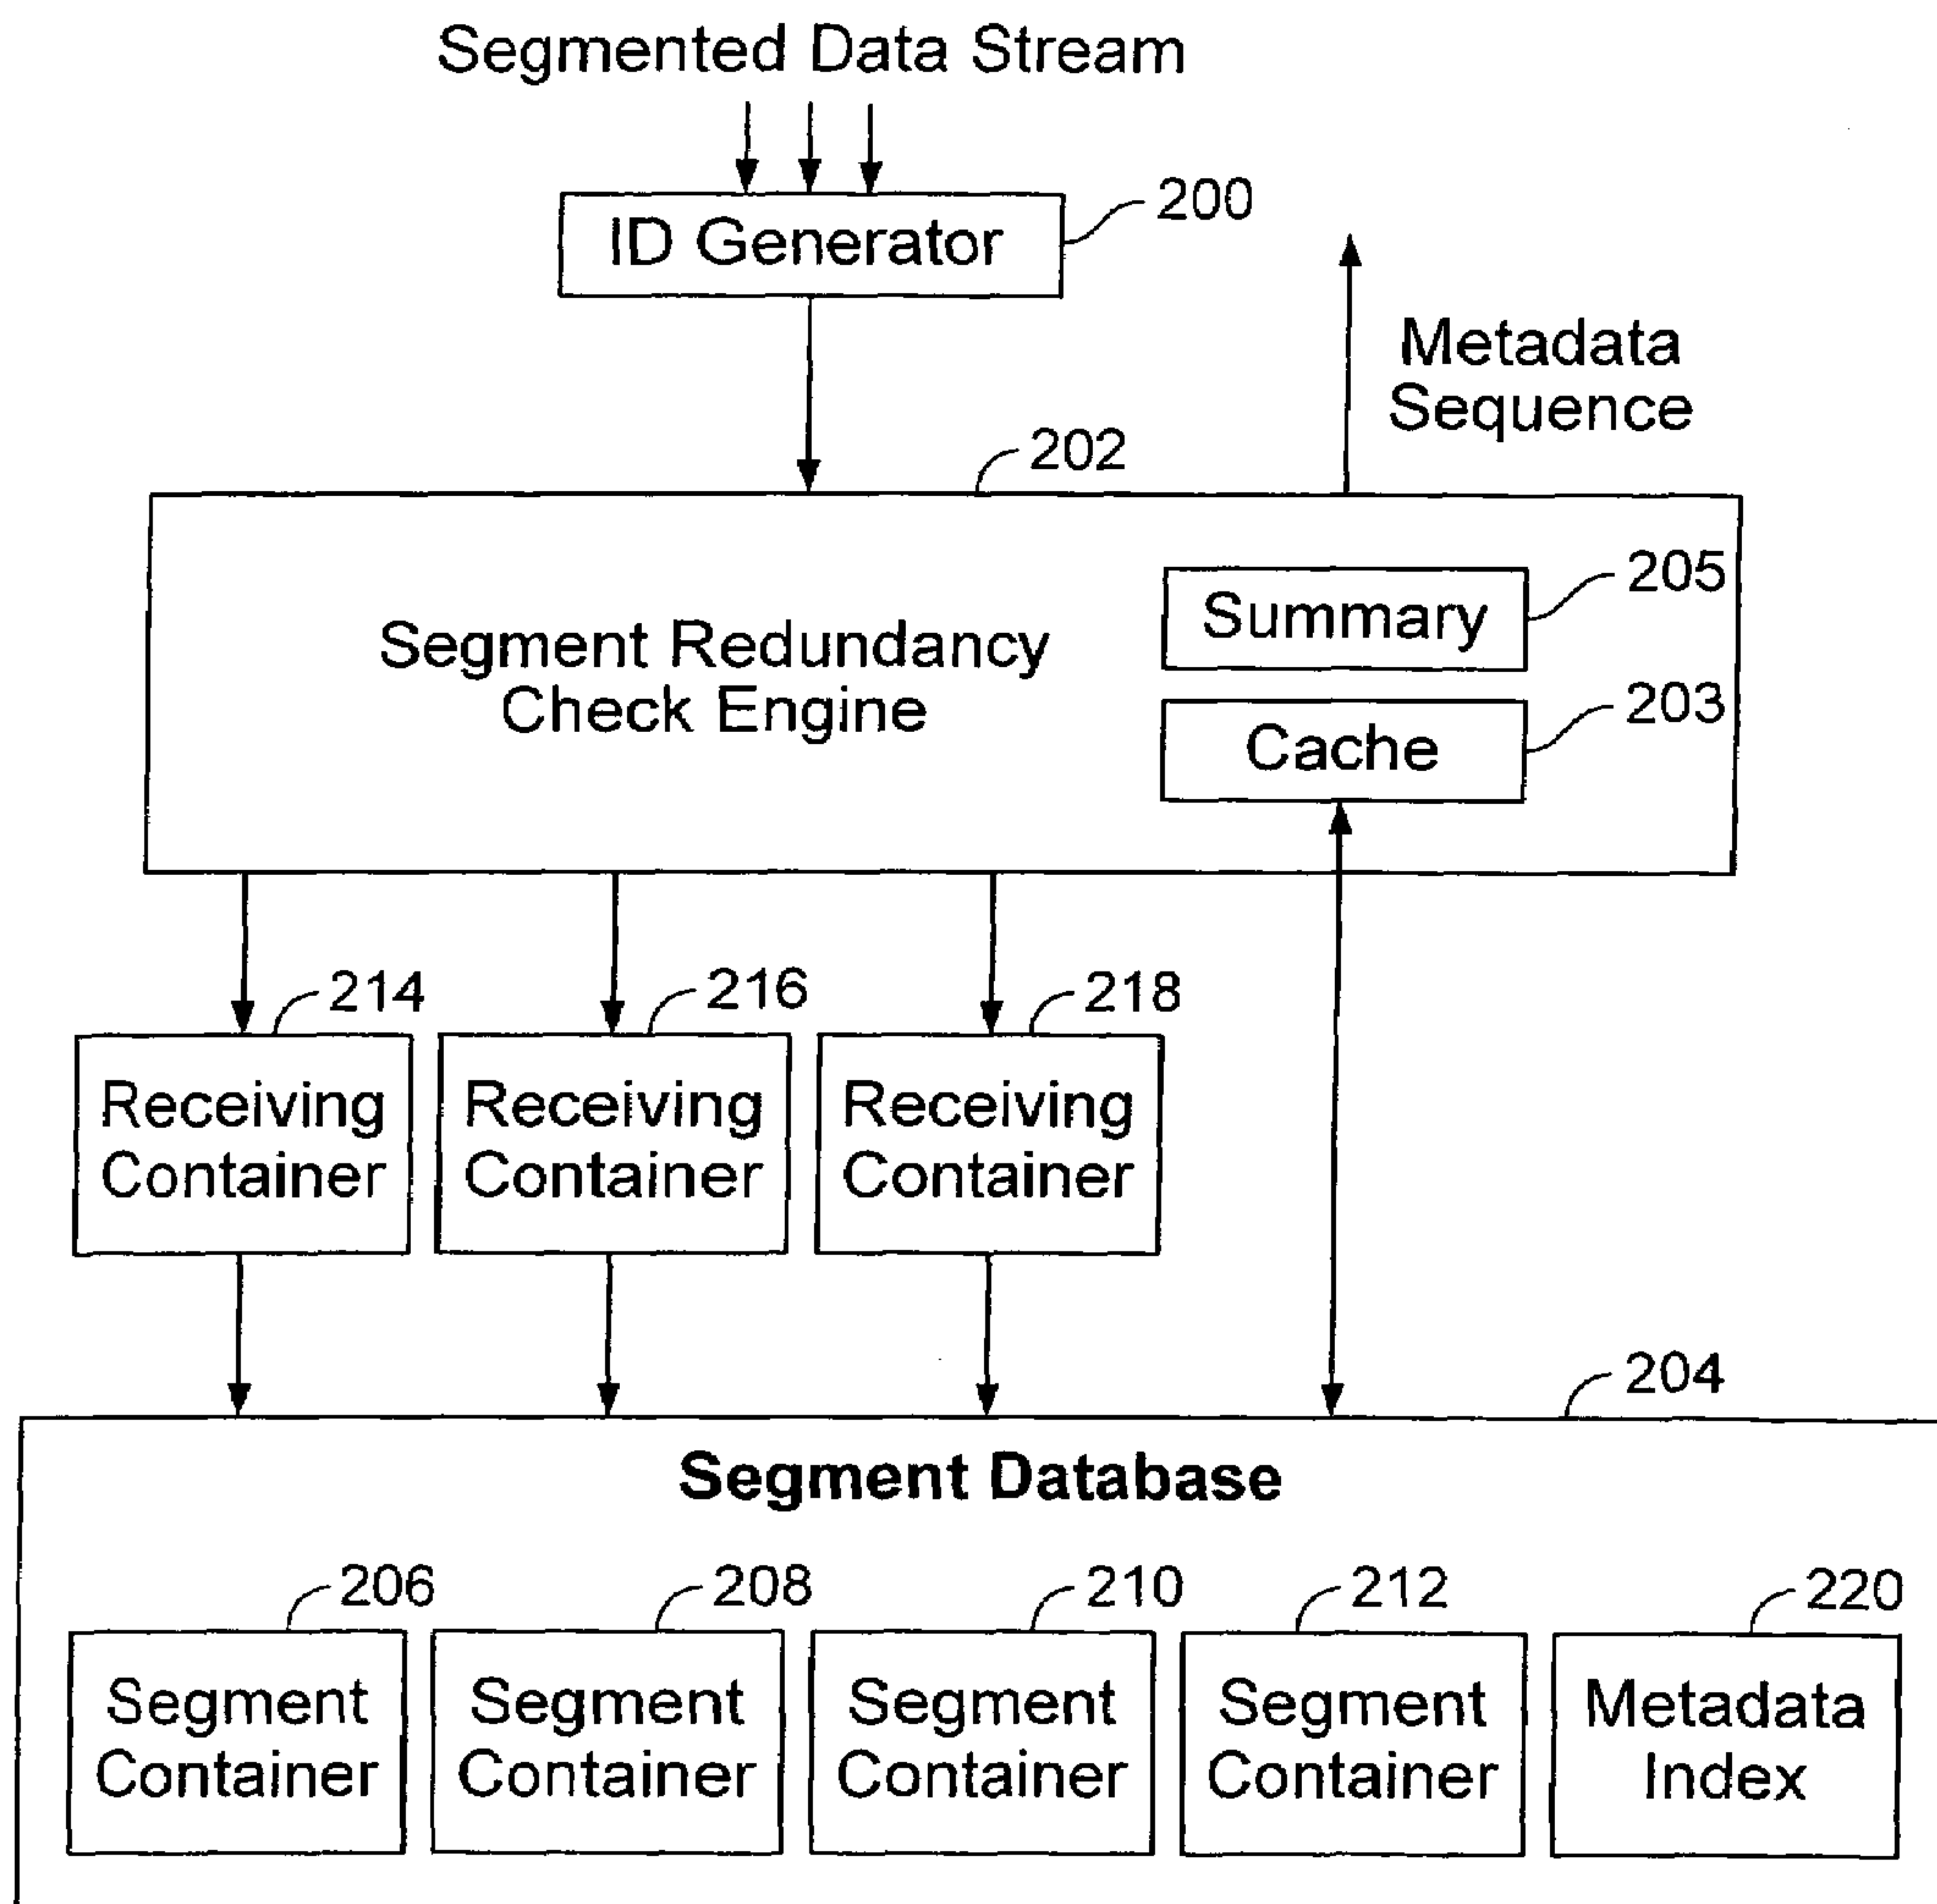 Segmented Data Stream
200
ID Generator
Metadata
Sequence
202
205
Summary
Segment Redundancy
Check Engine
203
Cache
214
216
218
Receiving
Container
Receiving
Container
Receiving
Container
204
Segment Database
206
208
210
212
220
Segment
Container
Segment
Container
Segment
Container
Segment
Container
Metadata
Index